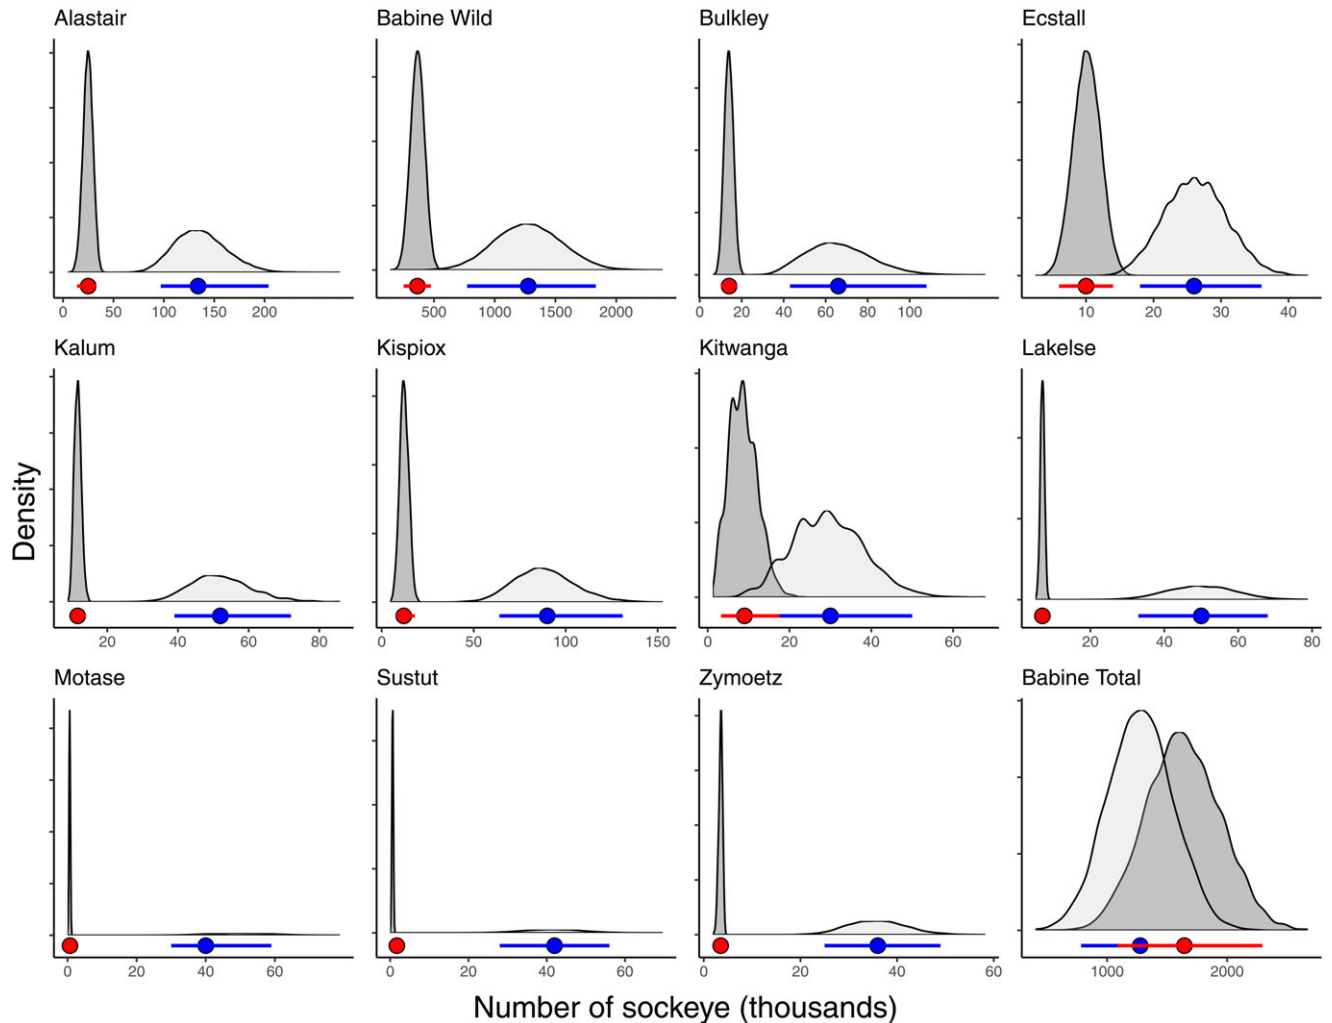 Alastair Babine Wild Bulkley Ecstall
0 50 100 150 200 500 1000 1500 2000 0 20 40 60 80 100 10 20 30 40
Kalum Kispiox Kitwanga Lakelse
Density
20 40 60 80 0 50 100 150 0 20 40 60 20 40 60 80
Motase Sustut Zymoetz Babine Total
0 20 40 60 0 20 40 60 0 20 40 60 1000 2000
Number of sockeye (thousands)